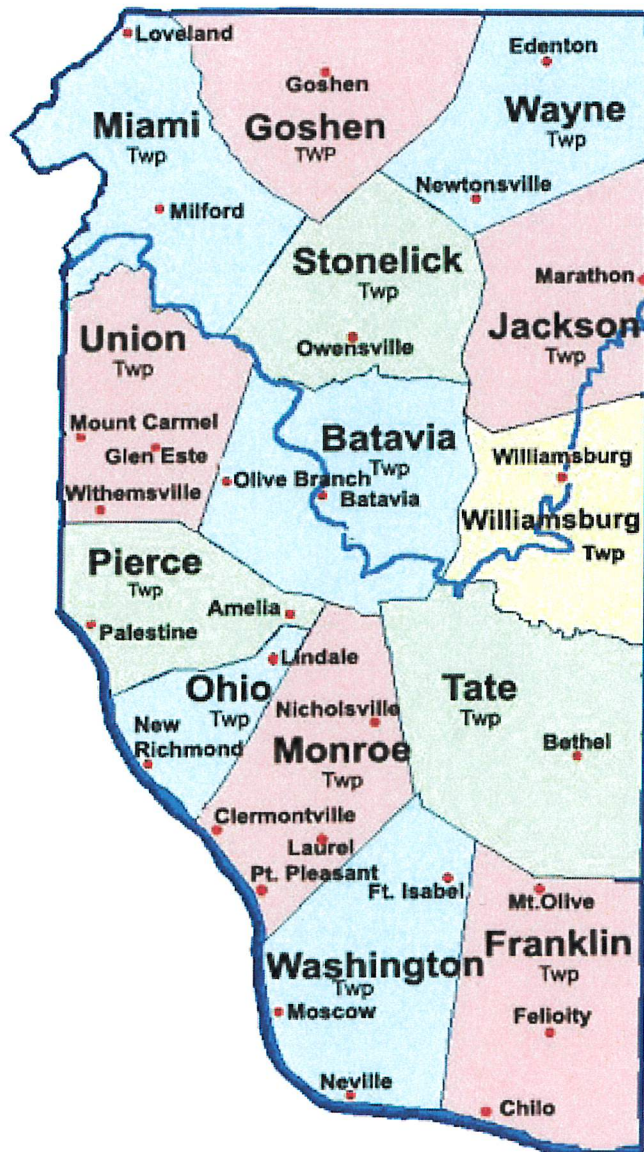 Loveland
Edenton
Goshen
Miami
Twp
Goshen
TWP
Wayne
Twp
Newtonsville
Milford
Stonelick
Twp
Marathon
Owensville
Jackson
Twp
Union
Twp
Mount Carmel
Glen Este
Withemsville
Batavia
Twp
Olive Branch
Batavia
Williamsburg
Williamsburg
Twp
Pierce
Twp
Amelia
Palestine
Lindale
Ohio
Twp
Tate
Twp
New
Richmond
Nicholsville
Monroe
Twp
Bethel
Clermontville
Laurel
Pt. Pleasant
Ft. Isabel
Mt.Olive
Washington
Twp
Franklin
Twp
Moscow
Felioity
Neville
Chilo